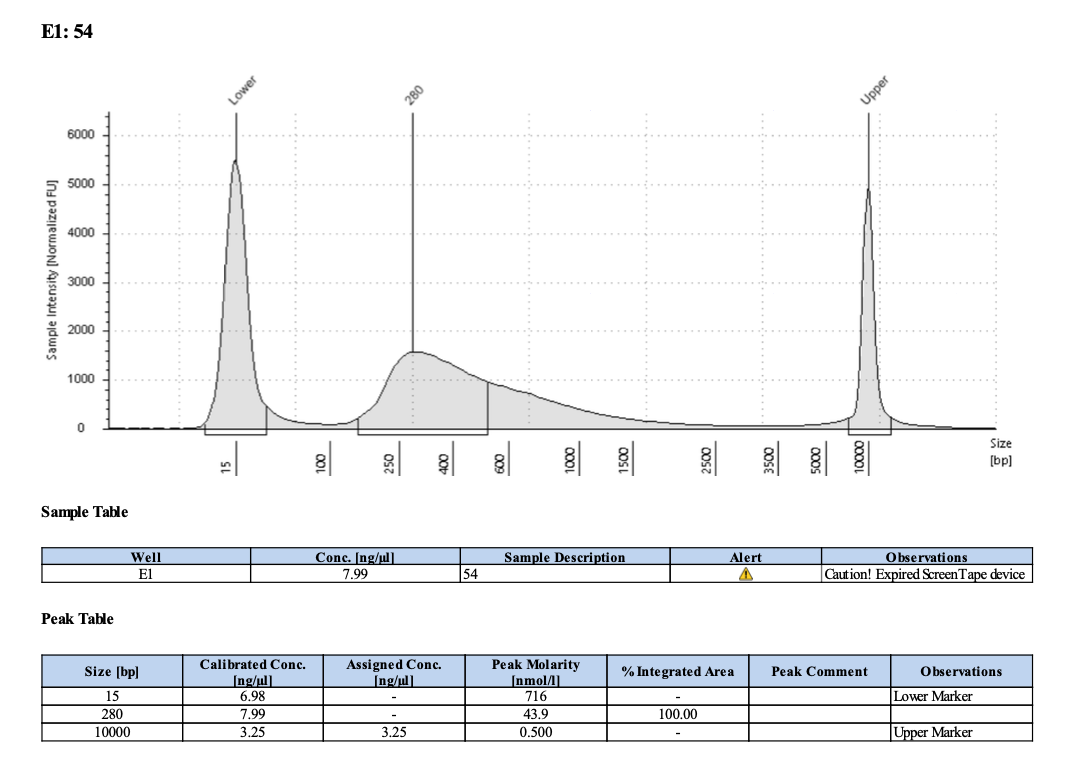 E1: 54
Lower
280
Upper
6000
5000
4000
3000
2000
1000
0
Sample Intensity [Normalized FU]
15
100
250
400
600
1000
1500
2500
3500
5000
10000
Size
[bp]
Sample Table
Well Conc. [ng/µl] Sample Description Alert Observations
E1 7.99 54 Caution! Expired ScreenTape device
Peak Table
Size [bp] Calibrated Conc. [ng/µl] Assigned Conc. [ng/µl] Peak Molarity [nmol/l] % Integrated Area Peak Comment Observations
15 6.98 - 716 - Lower Marker
280 7.99 - 43.9 100.00
10000 3.25 3.25 0.500 - Upper Marker